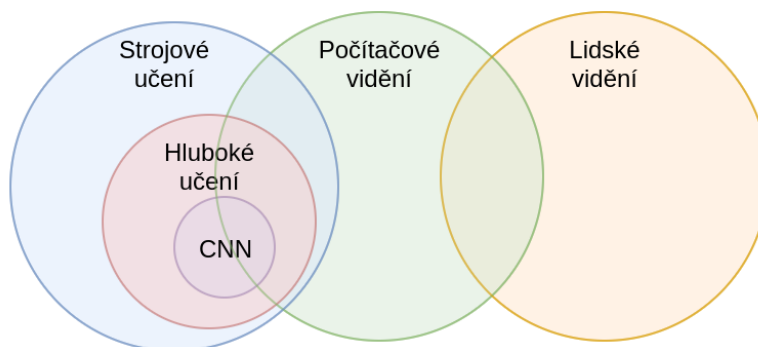 Strojové
učení
Počítačové
vidění
Lidské
vidění
Hluboké
učení
CNN